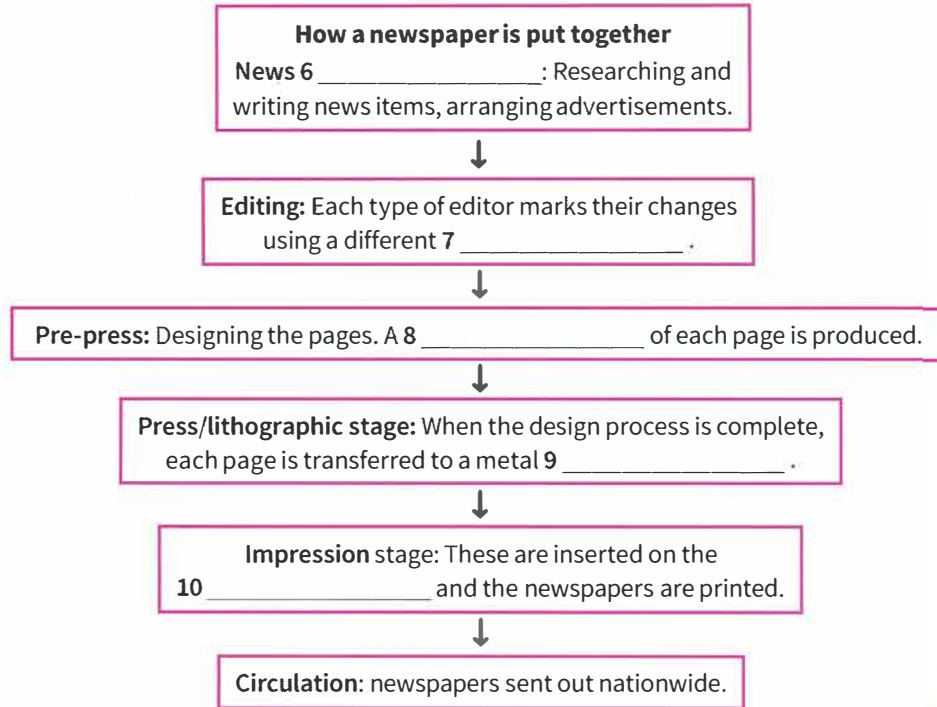 How a newspaper is put together
News 6 ________________: Researching and
writing news items, arranging advertisements.
↓
Editing: Each type of editor marks their changes
using a different 7 ________________ .
↓
Pre-press: Designing the pages. A 8 ________________ of each page is produced.
↓
Press/lithographic stage: When the design process is complete,
each page is transferred to a metal 9 ________________ .
↓
Impression stage: These are inserted on the
10 ________________ and the newspapers are printed.
↓
Circulation: newspapers sent out nationwide.